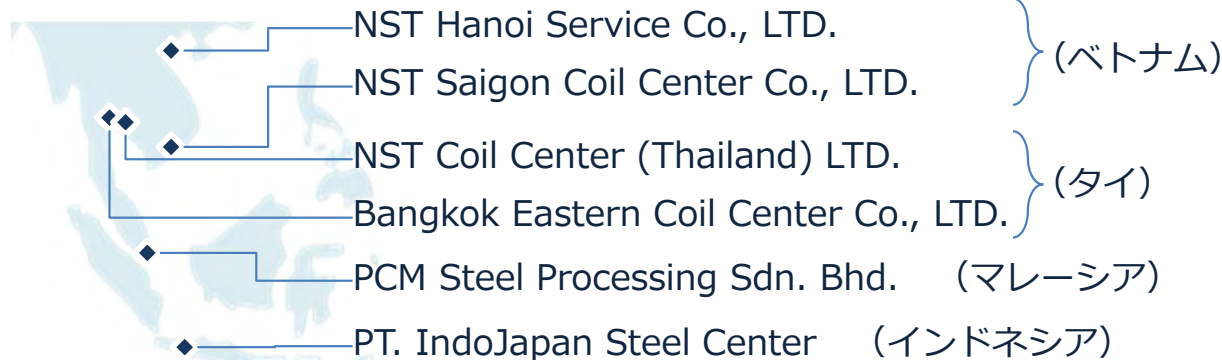 NST Hanoi Service Co., LTD.
(ベトナム)
NST Saigon Coil Center Co., LTD.
NST Coil Center (Thailand) LTD.
(タイ)
Bangkok Eastern Coil Center Co., LTD.
PCM Steel Processing Sdn. Bhd. (マレーシア)
PT. IndoJapan Steel Center (インドネシア)